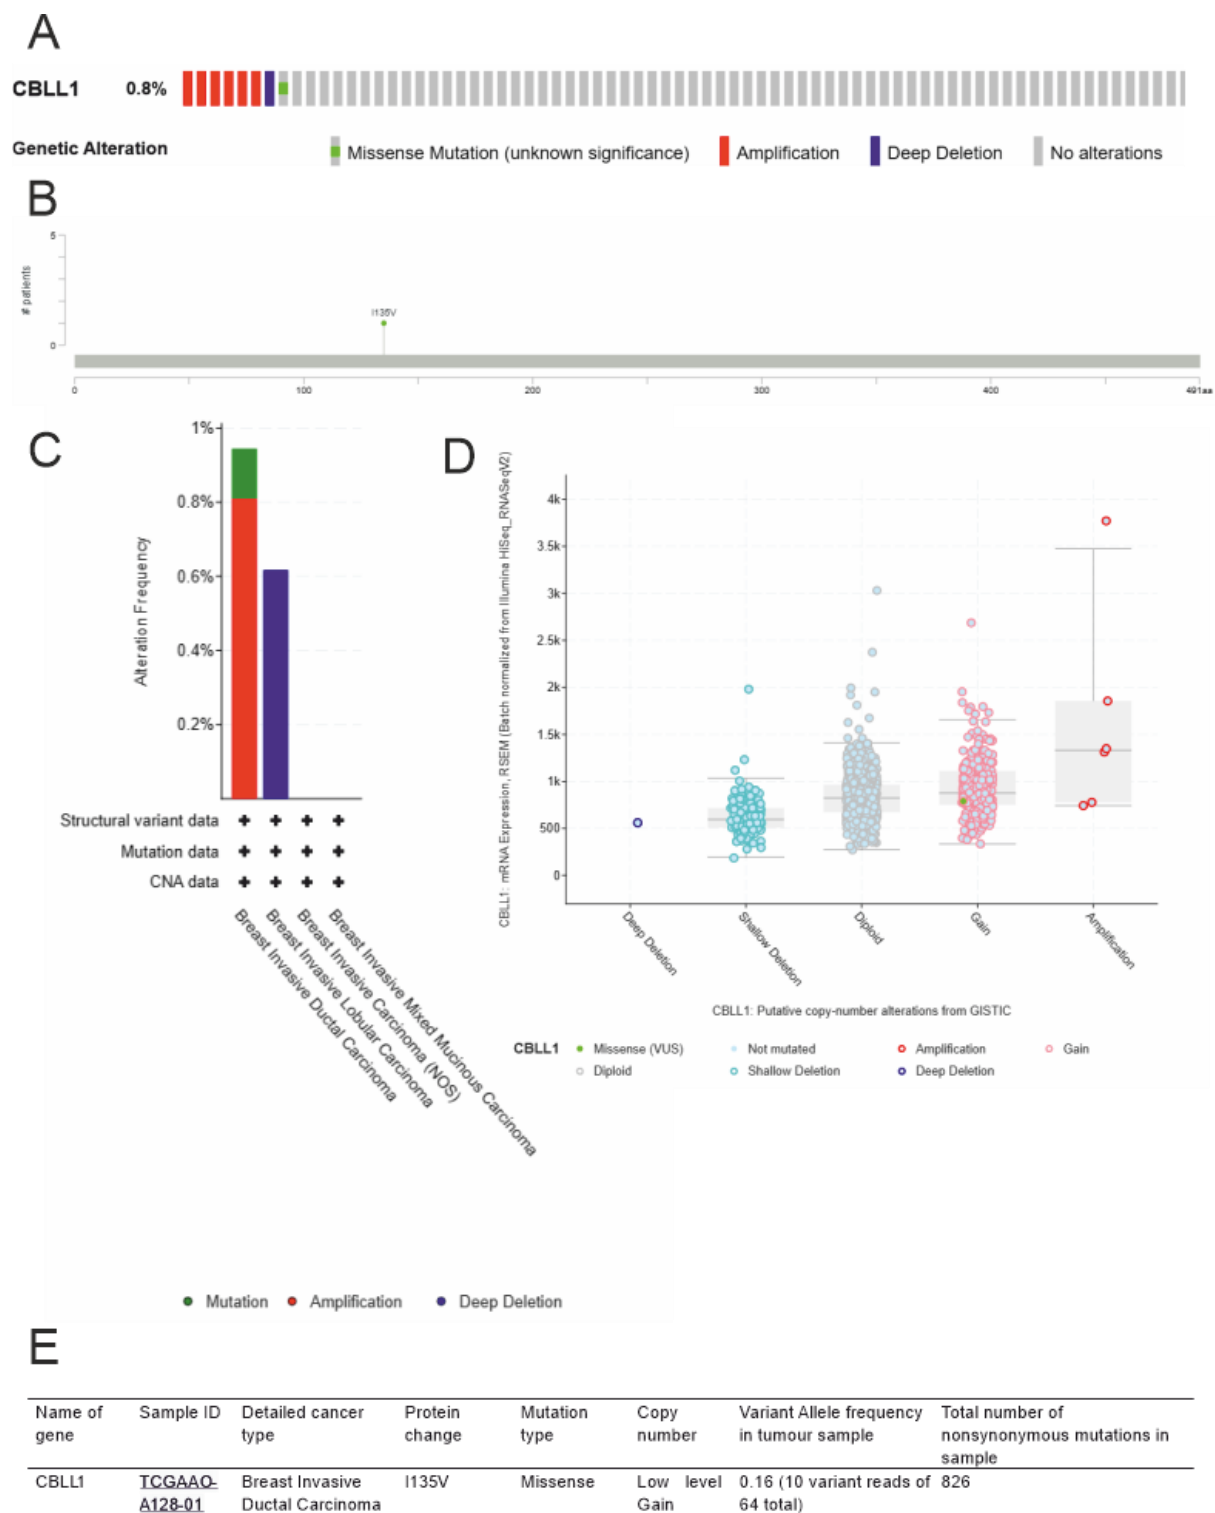 A
CBLL1 0.8%
Genetic Alteration Missense Mutation (unknown significance) Amplification Deep Deletion No alterations
B
# patients
5
0
I135V
0 100 200 300 400 491aa
C
1%
0.8%
0.6%
0.4%
0.2%
Alteration Frequency
Structural variant data
Mutation data
CNA data
Breast Invasive Ductal Carcinoma
Breast Invasive Lobular Carcinoma
Breast Invasive Carcinoma (NOS)
Breast Invasive Mixed Mucinous Carcinoma
Mutation Amplification Deep Deletion
D
CBLL1: mRNA Expression, RSEM (Batch normalized from Illumina HiSeq_RNASeqV2)
4k
3.5k
3k
2.5k
2k
1.5k
1k
500
0
Deep Deletion
Shallow Deletion
Diploid
Gain
Amplification
CBLL1: Putative copy-number alterations from GISTIC
CBLL1 Missense (VUS) Not mutated Amplification Gain
Diploid Shallow Deletion Deep Deletion
E
Name of Sample ID Detailed cancer Protein Mutation Copy Variant Allele frequency Total number of
gene type change type number in tumour sample nonsynonymous mutations in
sample
CBLL1 TCGAAO- Breast Invasive I135V Missense Low level 0.16 (10 variant reads of 826
A128-01 Ductal Carcinoma Gain 64 total)